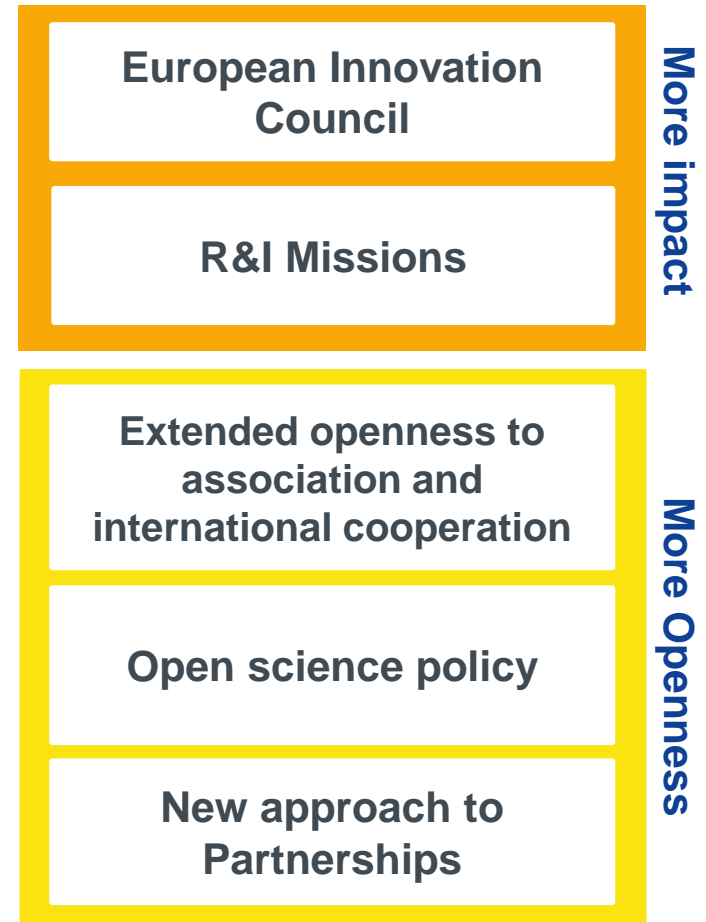 European Innovation
Council
R&I Missions
More impact
Extended openness to
association and
international cooperation
Open science policy
New approach to
Partnerships
More Openness